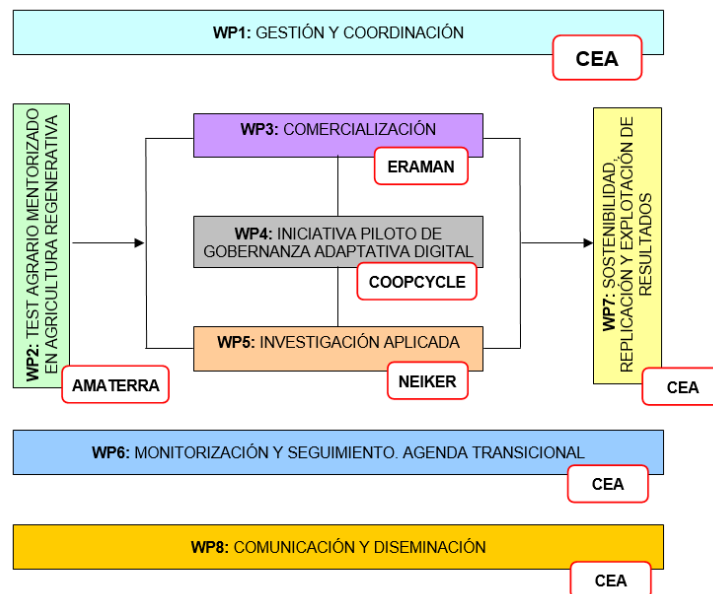 WP1: GESTIÓN Y COORDINACIÓN
CEA
WP2: TEST AGRARIO MENTORIZADO
EN AGRICULTURA REGENERATIVA
AMATERRA
WP3: COMERCIALIZACIÓN
ERAMAN
WP4: INICIATIVA PILOTO DE
GOBERNANZA ADAPTATIVA DIGITAL
COOPCYCLE
WP5: INVESTIGACIÓN APLICADA
NEIKER
WP7: SOSTENIBILIDAD,
REPLICACIÓN Y EXPLOTACIÓN DE
RESULTADOS
CEA
WP6: MONITORIZACIÓN Y SEGUIMIENTO. AGENDA TRANSICIONAL
CEA
WP8: COMUNICACIÓN Y DISEMINACIÓN
CEA